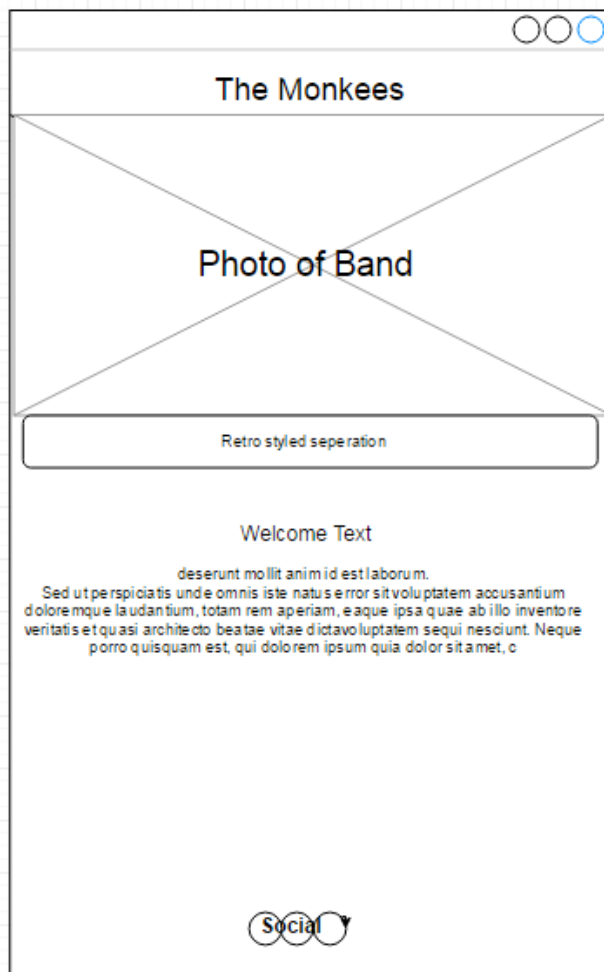 The Monkees
Photo of Band
Retro styled seperation
Welcome Text
deserunt mollit anim id est laborum.
Sed ut perspiciatis unde omnis iste natus error sit voluptatem accusantium
doloremque laudantium, totam rem aperiam, eaque ipsa quae ab illo inventore
veritatis et quasi architecto beatae vitae dictavoluptatem sequi nesciunt. Neque
porro quisquam est, qui dolorem ipsum quia dolor sit amet, c
Social